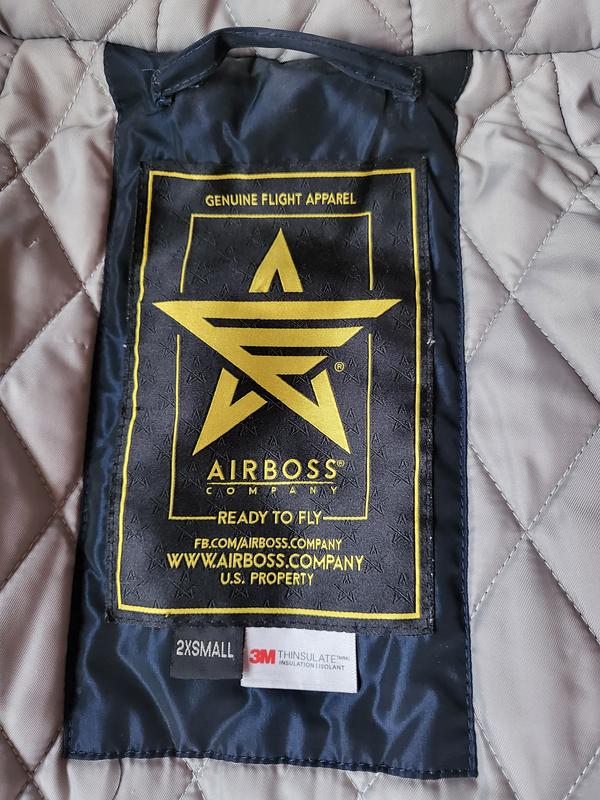 GENUINE FLIGHT APPAREL
®
AIRBOSS®
COMPANY
READY TO FLY
FB.COM/AIRBOSS.COMPANY
WWW.AIRBOSS.COMPANY
U.S. PROPERTY
2XSMALL
3M THINSULATE
INSULATION | ISOLANT